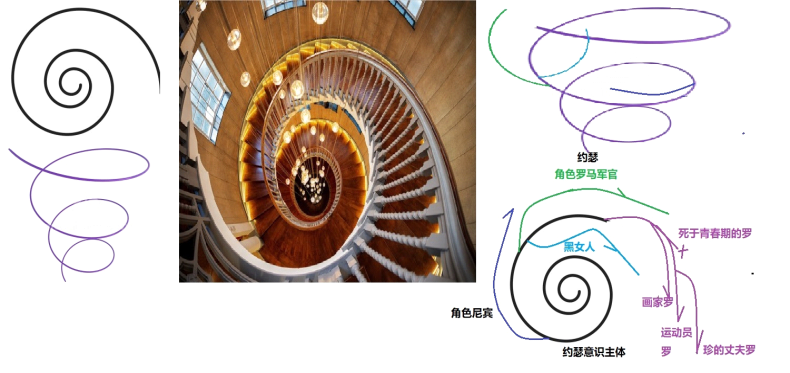 约瑟
角色罗马军官
黑女人
死于青春期的罗
画家罗
角色尼宾
运动员
罗
珍的丈夫罗
约瑟意识主体